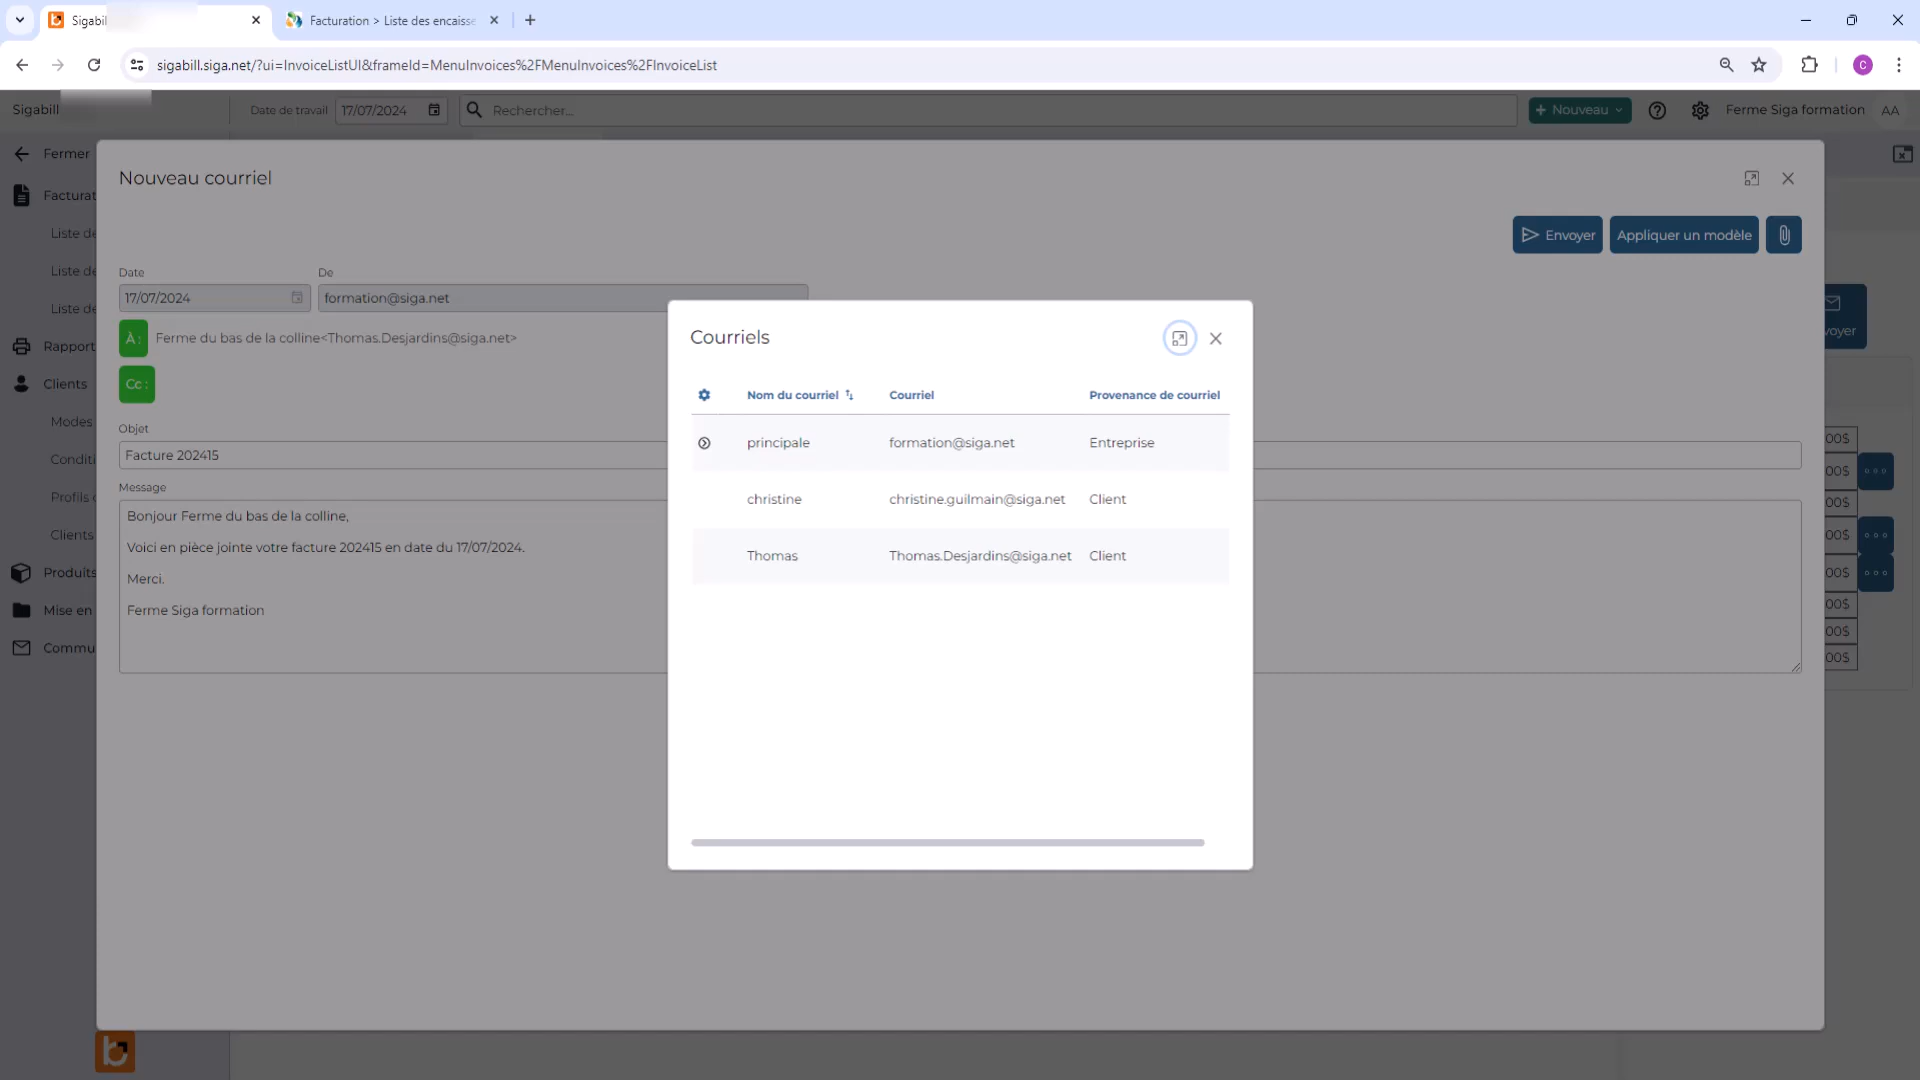 Sigabill
Facturation > Liste des encaisse
sigabill.siga.net/?ui=InvoiceListUI&frameId=MenuInvoices%2FMenuInvoices%2FInvoiceList
C
Sigabill
Date de travail
17/07/2024
Rechercher...
+ Nouveau
Ferme Siga formation
AA
Fermer
Facturat
Liste de
Liste de
Liste de
Rapport
Clients
Modes
Conditi
Profils
Clients
Produits
Mise en
Commu
Nouveau courriel
Envoyer
Appliquer un modèle
Date
De
17/07/2024
formation@siga.net
À :
Ferme du bas de la colline<Thomas.Desjardins@siga.net>
Cc :
Objet
Facture 202415
Message
Bonjour Ferme du bas de la colline,
Voici en pièce jointe votre facture 202415 en date du 17/07/2024.
Merci.
Ferme Siga formation
Courriels
Nom du courriel
Courriel
Provenance de courriel
principale
formation@siga.net
Entreprise
christine
christine.guilmain@siga.net
Client
Thomas
Thomas.Desjardins@siga.net
Client
voyer
00$
00$
00$
00$
00$
00$
00$
00$